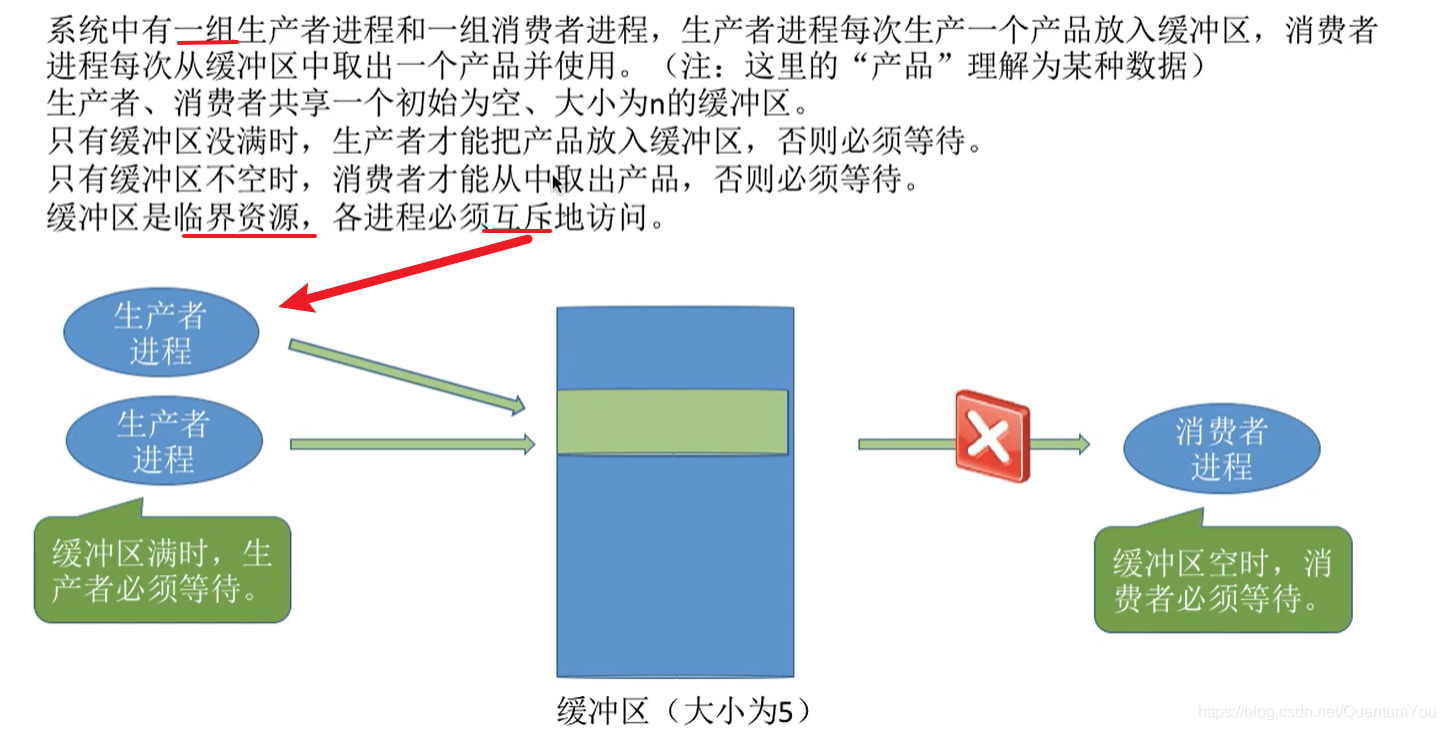 系统中有一组生产者进程和一组消费者进程，生产者进程每次生产一个产品放入缓冲区，消费者
进程每次从缓冲区中取出一个产品并使用。（注：这里的“产品”理解为某种数据）
生产者、消费者共享一个初始为空、大小为n的缓冲区。
只有缓冲区没满时，生产者才能把产品放入缓冲区，否则必须等待。
只有缓冲区不空时，消费者才能从中取出产品，否则必须等待。
缓冲区是临界资源，各进程必须互斥地访问。
生产者
进程
生产者
进程
缓冲区满时，生
产者必须等待。
消费者
进程
缓冲区空时，消
费者必须等待。
缓冲区（大小为5）
https://blog.csdn.net/QuantumYou